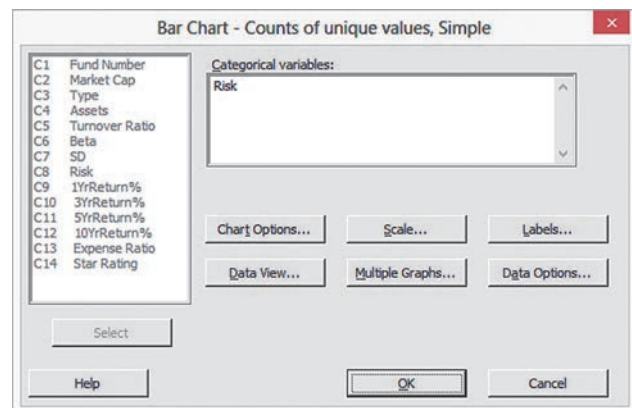 Bar Chart - Counts of unique values, Simple
C1 Fund Number
C2 Market Cap
C3 Type
C4 Assets
C5 Turnover Ratio
C6 Beta
C7 SD
C8 Risk
C9 1YrReturn%
C10 3YrReturn%
C11 5YrReturn%
C12 10YrReturn%
C13 Expense Ratio
C14 Star Rating
Categorical variables:
Risk
Chart Options... Scale... Labels...
Data View... Multiple Graphs... Data Options...
Select
Help OK Cancel